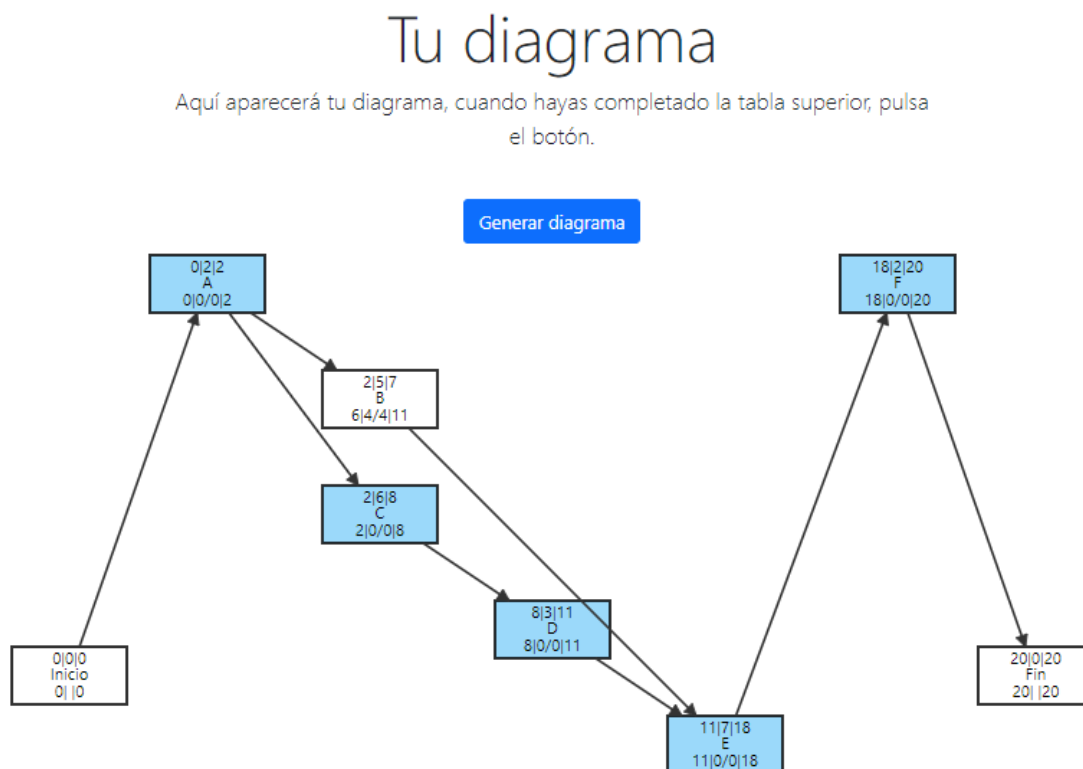 Tu diagrama
Aquí aparecerá tu diagrama, cuando hayas completado la tabla superior, pulsa
el botón.
Generar diagrama
0|2|2
A
0|0/0|2
18|2|20
F
18|0/0|20
2|5|7
B
6|4/4|11
2|6|8
C
2|0/0|8
8|3|11
D
8|0/0|11
0|0|0
Inicio
0| |0
20|0|20
Fin
20| |20
11|7|18
E
11|0/0|18